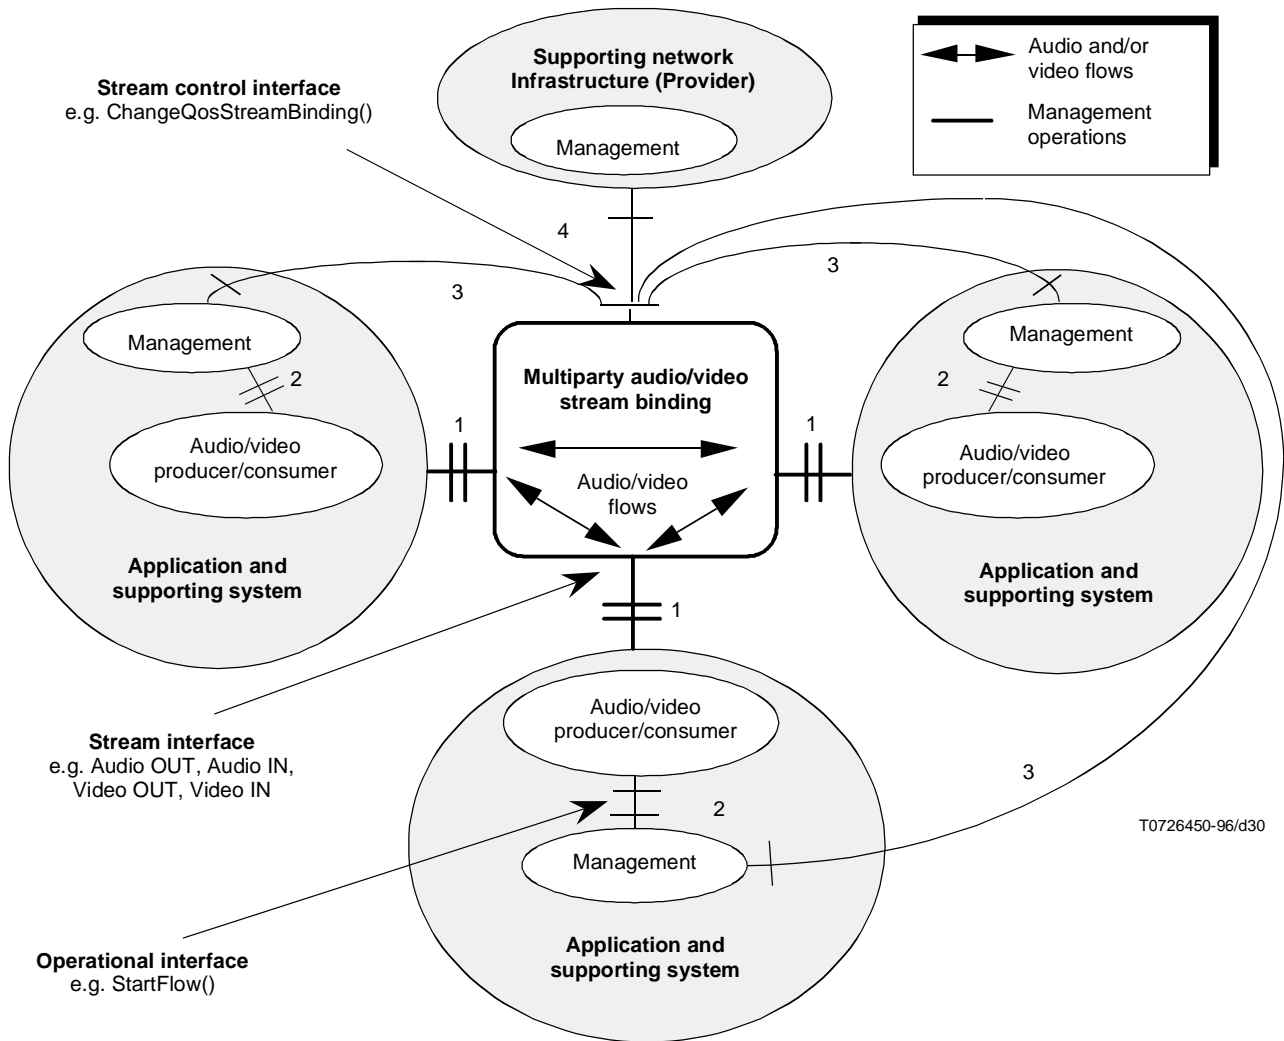 Supporting network
Infrastructure (Provider)
Management
Audio and/or
video flows
Management
operations
Stream control interface
e.g. ChangeQosStreamBinding()
4
3
3
Management
2
Audio/video
producer/consumer
Application and
supporting system
1
Multiparty audio/video
stream binding
Audio/video
flows
1
Management
2
Audio/video
producer/consumer
Application and
supporting system
1
Audio/video
producer/consumer
2
Management
Application and
supporting system
3
Stream interface
e.g. Audio OUT, Audio IN,
Video OUT, Video IN
Operational interface
e.g. StartFlow()
T0726450-96/d30